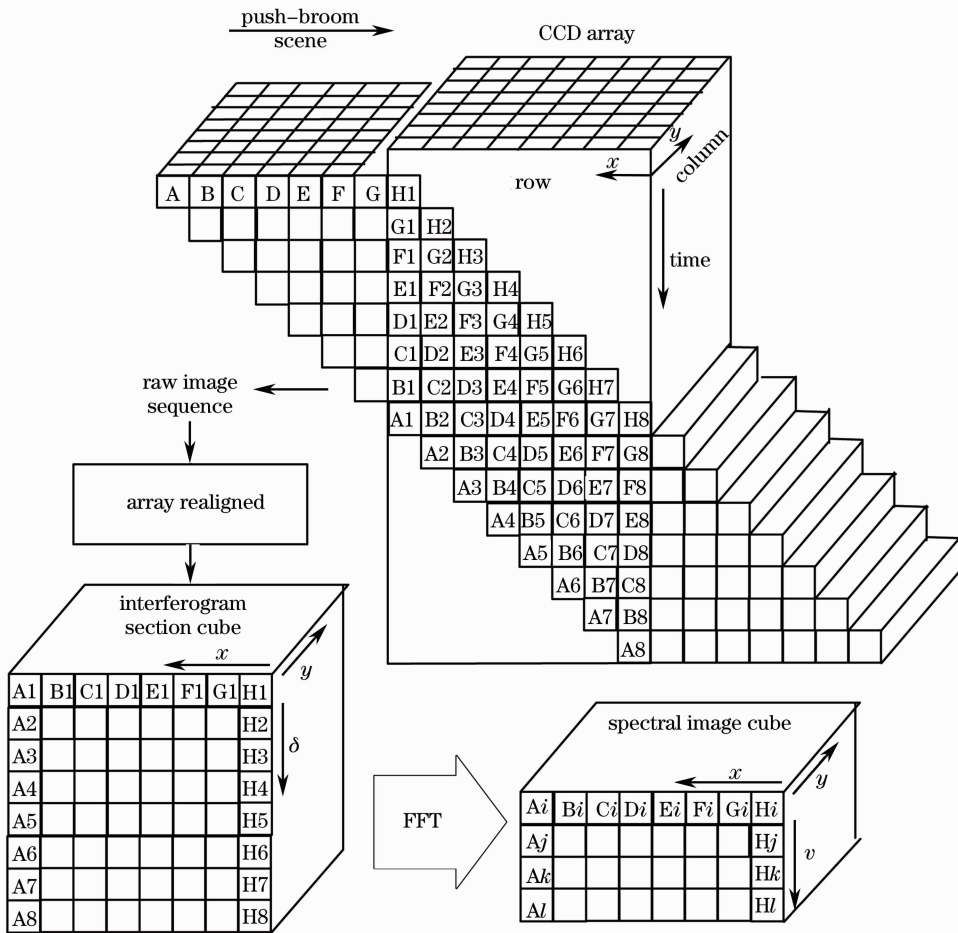 push-broom
scene
CCD array
y
column
x
row
A B C D E F G H1
G1 H2
F1 G2 H3
time
E1 F2 G3 H4
D1 E2 F3 G4 H5
C1 D2 E3 F4 G5 H6
raw image
sequence
B1 C2 D3 E4 F5 G6 H7
A1 B2 C3 D4 E5 F6 G7 H8
A2 B3 C4 D5 E6 F7 G8
A3 B4 C5 D6 E7 F8
array realigned
A4 B5 C6 D7 E8
A5 B6 C7 D8
A6 B7 C8
A7 B8
A8
interferogram
section cube
x
y
A1 B1 C1 D1 E1 F1 G1 H1
A2 H2
δ
A3 H3
A4 H4
A5 H5
A6 H6
A7 H7
A8 H8
FFT
spectral image cube
x
y
Ai Bi Ci Di Ei Fi Gi Hi
Aj Hj
υ
Ak Hk
Al Hl